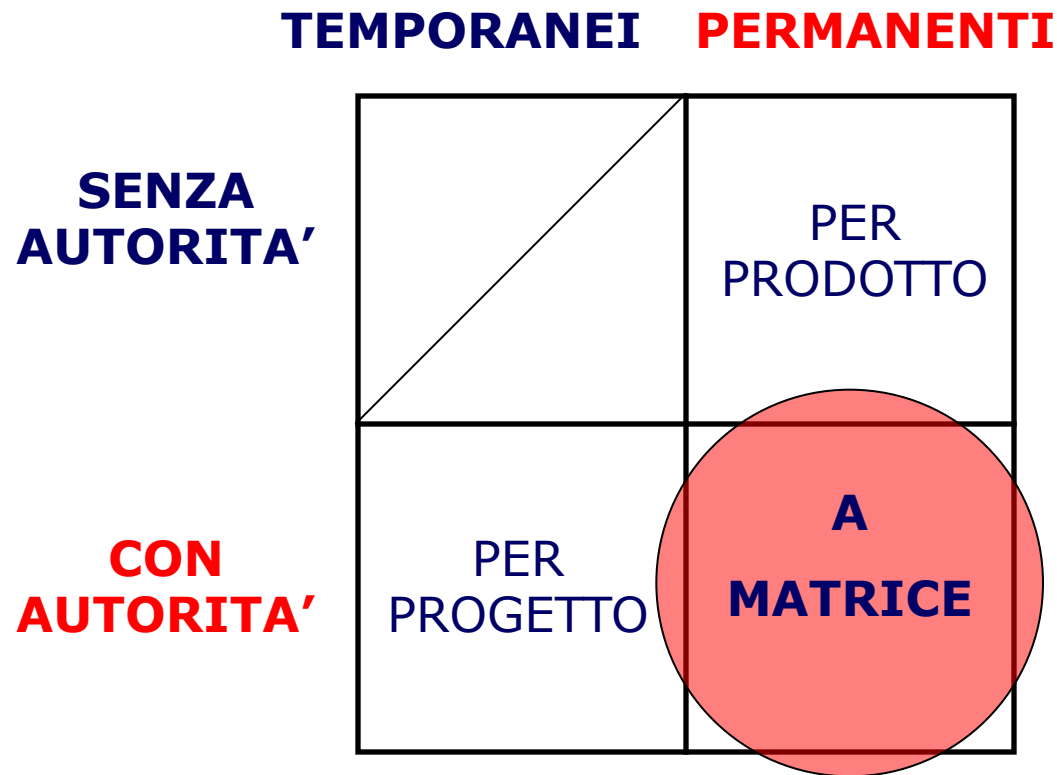 TEMPORANEI PERMANENTI
SENZA
AUTORITA’
PER
PRODOTTO
CON
AUTORITA’
PER
PROGETTO
A
MATRICE